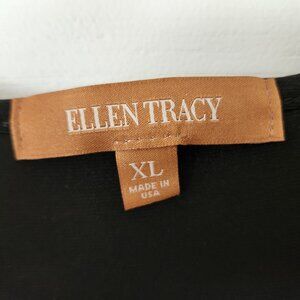 ELLEN TRACY
XL
MADE IN
USA